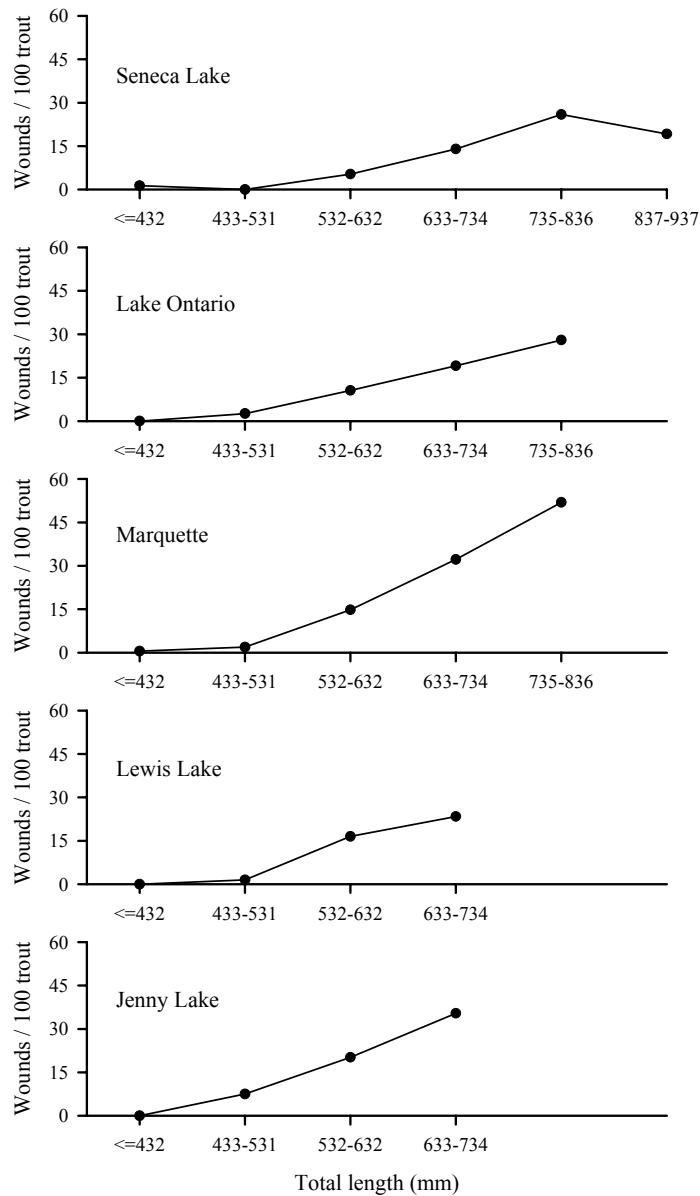 Wounds / 100 trout
60
45
30
15
0
Seneca Lake
<=432 433-531 532-632 633-734 735-836 837-937
Wounds / 100 trout
60
45
30
15
0
Lake Ontario
<=432 433-531 532-632 633-734 735-836
Wounds / 100 trout
60
45
30
15
0
Marquette
<=432 433-531 532-632 633-734 735-836
Wounds / 100 trout
60
45
30
15
0
Lewis Lake
<=432 433-531 532-632 633-734
Wounds / 100 trout
60
45
30
15
0
Jenny Lake
<=432 433-531 532-632 633-734
Total length (mm)